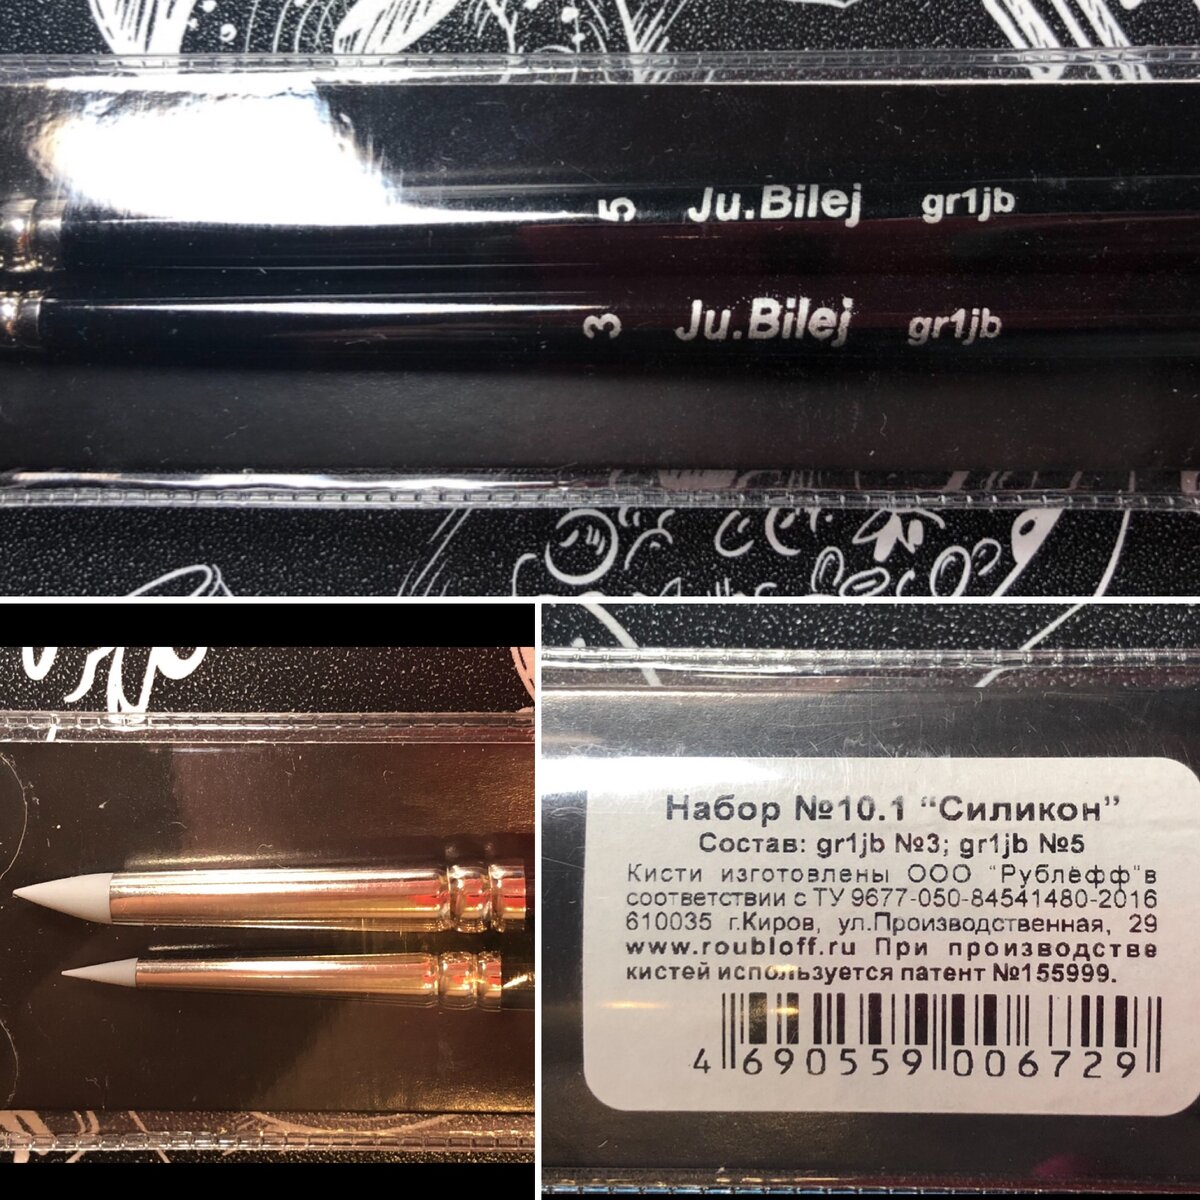 5 Ju.Bilej gr1jb
3 Ju.Bilej gr1jb
Набор №10.1 “Силикон”
Состав: gr1jb №3; gr1jb №5
Кисти изготовлены ООО "Рублёфф"в
соответствии с ТУ 9677-050-84541480-2016
610035 г.Киров, ул.Производственная, 29
www.roubloff.ru При производстве
кистей используется патент №155999.
4 690559 006729